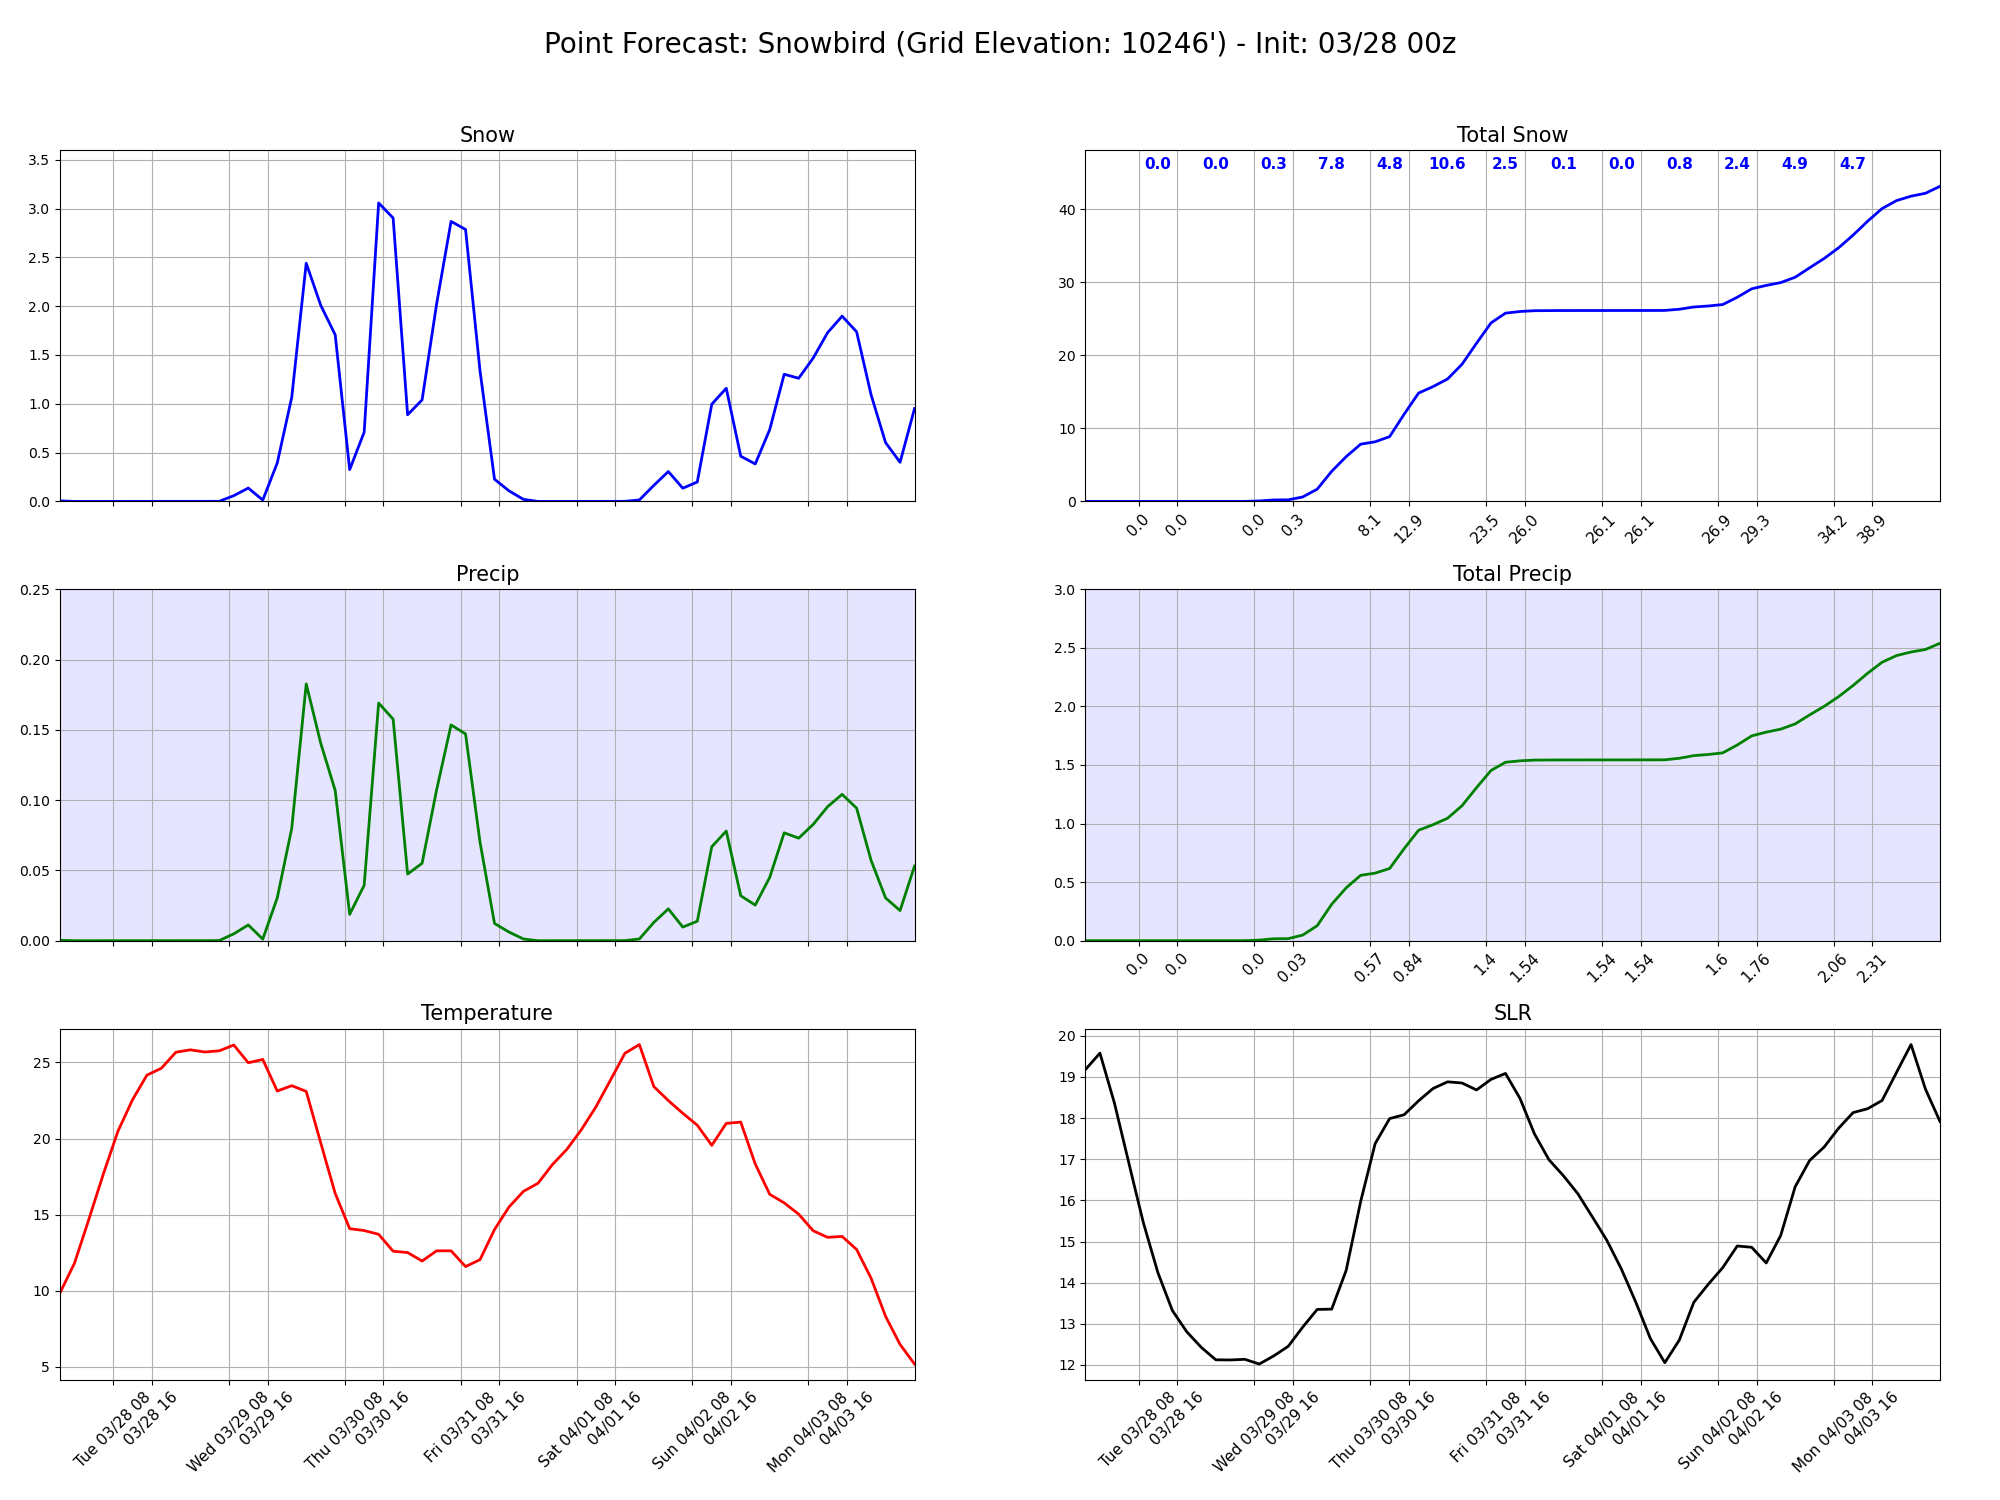 Point Forecast: Snowbird (Grid Elevation: 10246') - Init: 03/28 00z
Snow
3.5
3.0
2.5
2.0
1.5
1.0
0.5
0.0
Total Snow
0.0 0.0 0.3 7.8 4.8 10.6 2.5 0.1 0.0 0.8 2.4 4.9 4.7
40
30
20
10
0
0.0 0.0 0.0 0.3 8.1 12.9 23.5 26.0 26.1 26.1 26.9 29.3 34.2 38.9
Precip
0.25
0.20
0.15
0.10
0.05
0.00
Total Precip
3.0
2.5
2.0
1.5
1.0
0.5
0.0
0.0 0.0 0.0 0.03 0.57 0.84 1.4 1.54 1.54 1.54 1.6 1.76 2.06 2.31
Temperature
25
20
15
10
5
Tue 03/28 08
03/28 16
Wed 03/29 08
03/29 16
Thu 03/30 08
03/30 16
Fri 03/31 08
03/31 16
Sat 04/01 08
04/01 16
Sun 04/02 08
04/02 16
Mon 04/03 08
04/03 16
SLR
20
19
18
17
16
15
14
13
12
Tue 03/28 08
03/28 16
Wed 03/29 08
03/29 16
Thu 03/30 08
03/30 16
Fri 03/31 08
03/31 16
Sat 04/01 08
04/01 16
Sun 04/02 08
04/02 16
Mon 04/03 08
04/03 16